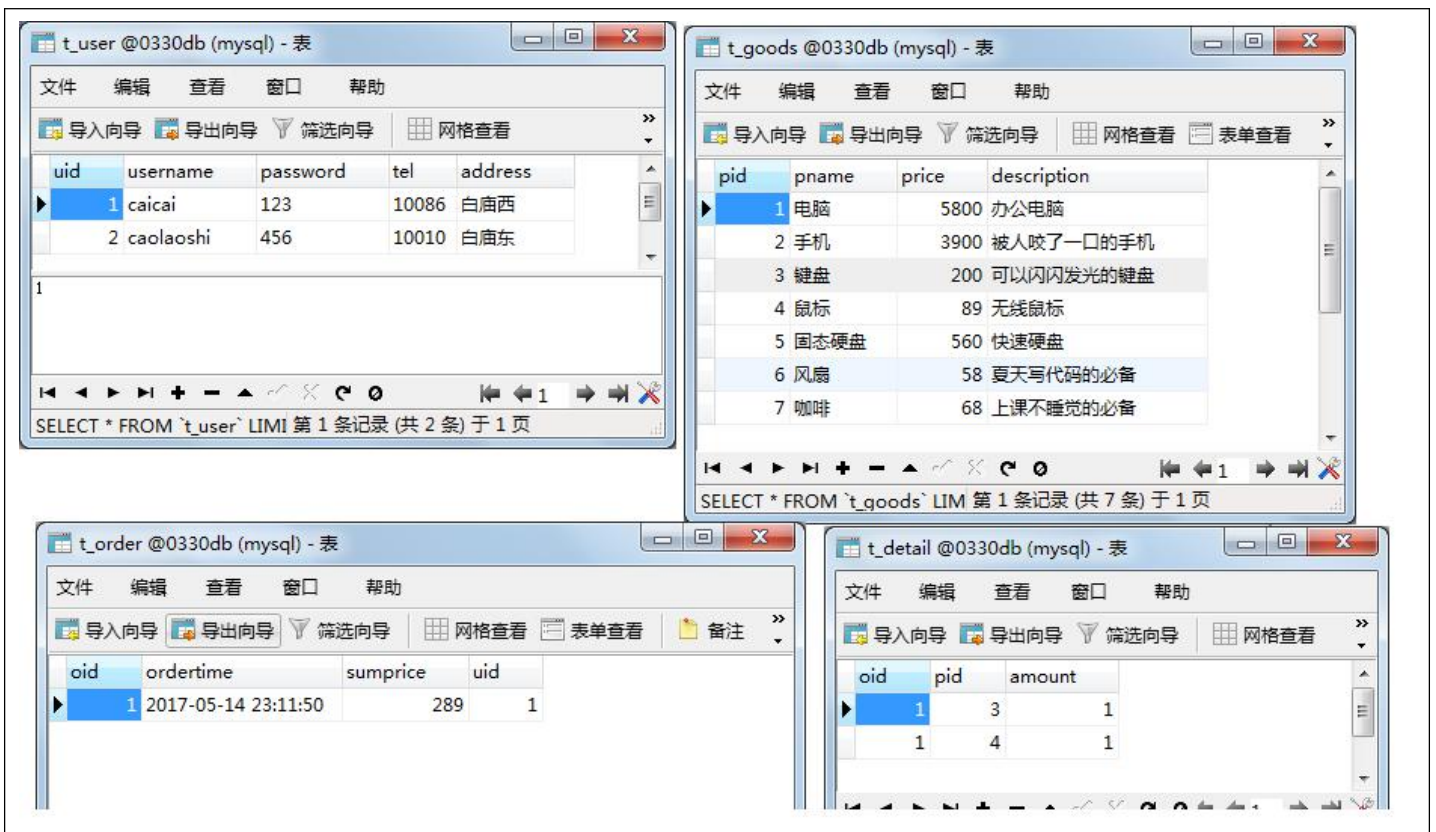 t_user @0330db (mysql) - 表
文件 编辑 查看 窗口 帮助
导入向导 导出向导 筛选向导 网格查看 »
uid username password tel address
1 caicai 123 10086 白庙西
2 caolaoshi 456 10010 白庙东
1
1
SELECT * FROM `t_user` LIMI 第 1 条记录 (共 2 条) 于 1 页
t_goods @0330db (mysql) - 表
文件 编辑 查看 窗口 帮助
导入向导 导出向导 筛选向导 网格查看 表单查看 »
pid pname price description
1 电脑 5800 办公电脑
2 手机 3900 被人咬了一口的手机
3 键盘 200 可以闪闪发光的键盘
4 鼠标 89 无线鼠标
5 固态硬盘 560 快速硬盘
6 风扇 58 夏天写代码的必备
7 咖啡 68 上课不睡觉的必备
1
SELECT * FROM `t_goods` LIM 第 1 条记录 (共 7 条) 于 1 页
t_order @0330db (mysql) - 表
文件 编辑 查看 窗口 帮助
导入向导 导出向导 筛选向导 网格查看 表单查看 备注 »
oid ordertime sumprice uid
1 2017-05-14 23:11:50 289 1
t_detail @0330db (mysql) - 表
文件 编辑 查看 窗口 帮助
导入向导 导出向导 筛选向导 网格查看 »
oid pid amount
1 3 1
1 4 1